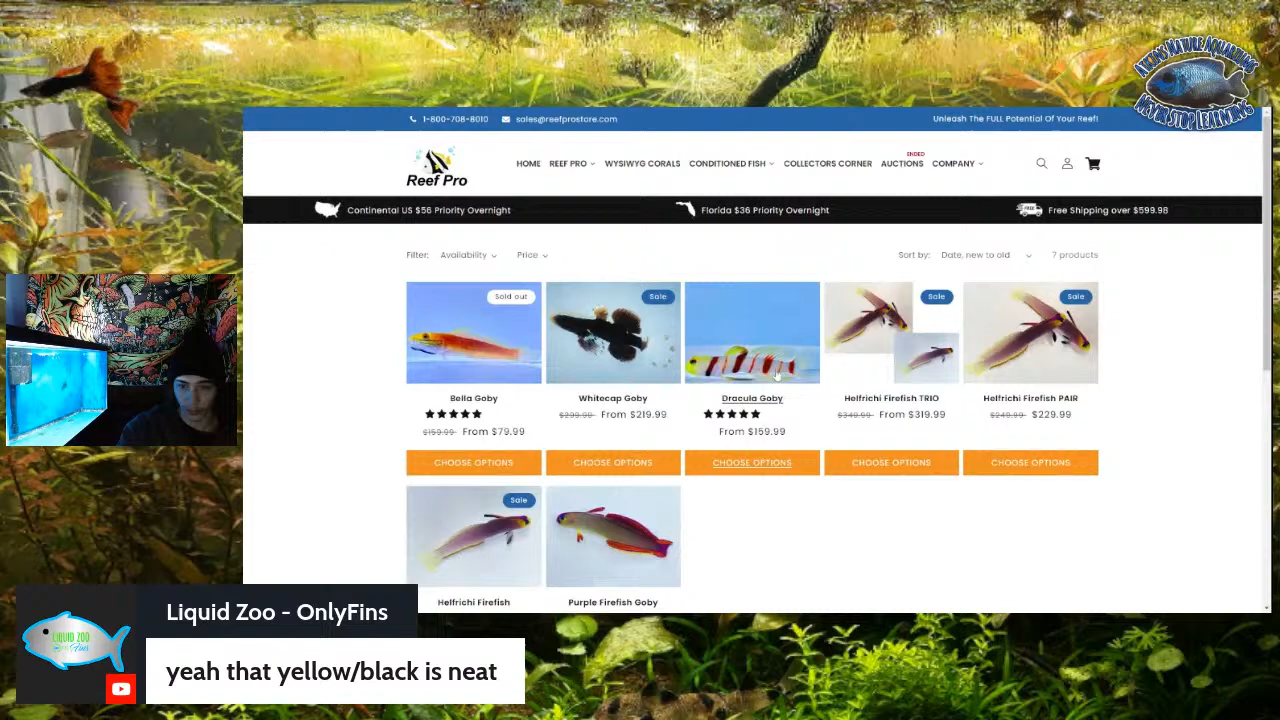 AKERS NATURE AQUARIUMS
NEVER STOP LEARNING
1-800-708-8010
sales@reefprostore.com
Unleash The FULL Potential Of Your Reef!
Reef Pro
HOME
REEF PRO
WYSIWYG CORALS
CONDITIONED FISH
COLLECTORS CORNER
ENDED
AUCTIONS
COMPANY
Continental US $56 Priority Overnight
Florida $36 Priority Overnight
FREE
Free Shipping over $599.98
Filter:
Availability
Price
Sort by:
Date, new to old
7 products
Sold out
Bella Goby
$159.99 From $79.99
CHOOSE OPTIONS
Sale
Whitecap Goby
$299.99 From $219.99
CHOOSE OPTIONS
Dracula Goby
From $159.99
CHOOSE OPTIONS
Sale
Helfrichi Firefish TRIO
$349.99 From $319.99
CHOOSE OPTIONS
Sale
Helfrichi Firefish PAIR
$249.99 $229.99
CHOOSE OPTIONS
Sale
Helfrichi Firefish
Purple Firefish Goby
LIQUID ZOO
Liquid Zoo - OnlyFins
yeah that yellow/black is neat